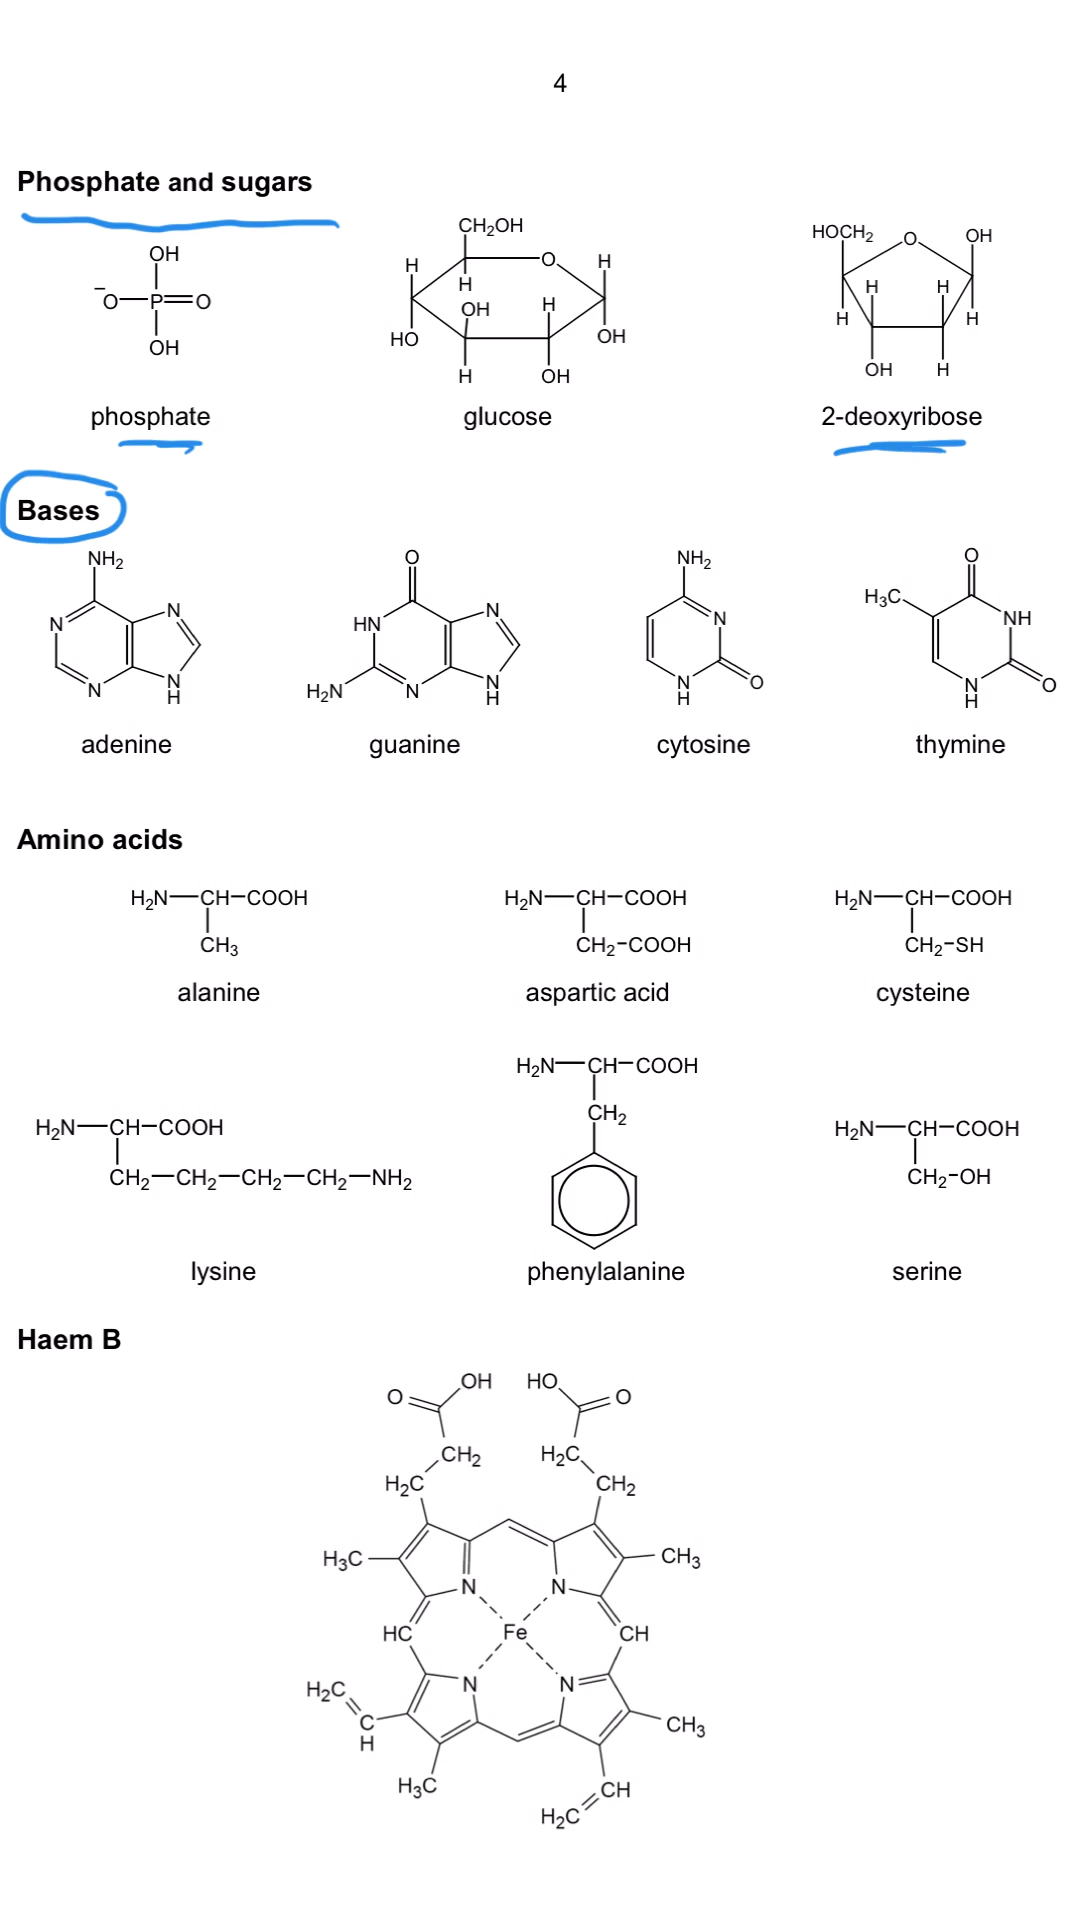 4
Phosphate and sugars
OH
⁻O—P=O
OH
phosphate
CH₂OH
H O H
H
OH H
HO OH
H OH
glucose
HOCH₂ O OH
H H
H H
OH H
2-deoxyribose
Bases
NH₂
N N
N N
H
adenine
O
HN N
H₂N N N
H
guanine
NH₂
N
N O
H
cytosine
O
H₃C NH
N O
H
thymine
Amino acids
H₂N—CH—COOH
CH₃
alanine
H₂N—CH—COOH
CH₂—COOH
aspartic acid
H₂N—CH—COOH
CH₂—SH
cysteine
H₂N—CH—COOH
CH₂—CH₂—CH₂—CH₂—NH₂
lysine
H₂N—CH—COOH
CH₂
phenylalanine
H₂N—CH—COOH
CH₂—OH
serine
Haem B
O OH HO O
CH₂ H₂C
H₂C CH₂
H₃C CH₃
N N
HC Fe CH
N N
H₂C
C CH₃
H
H₃C CH
H₂C